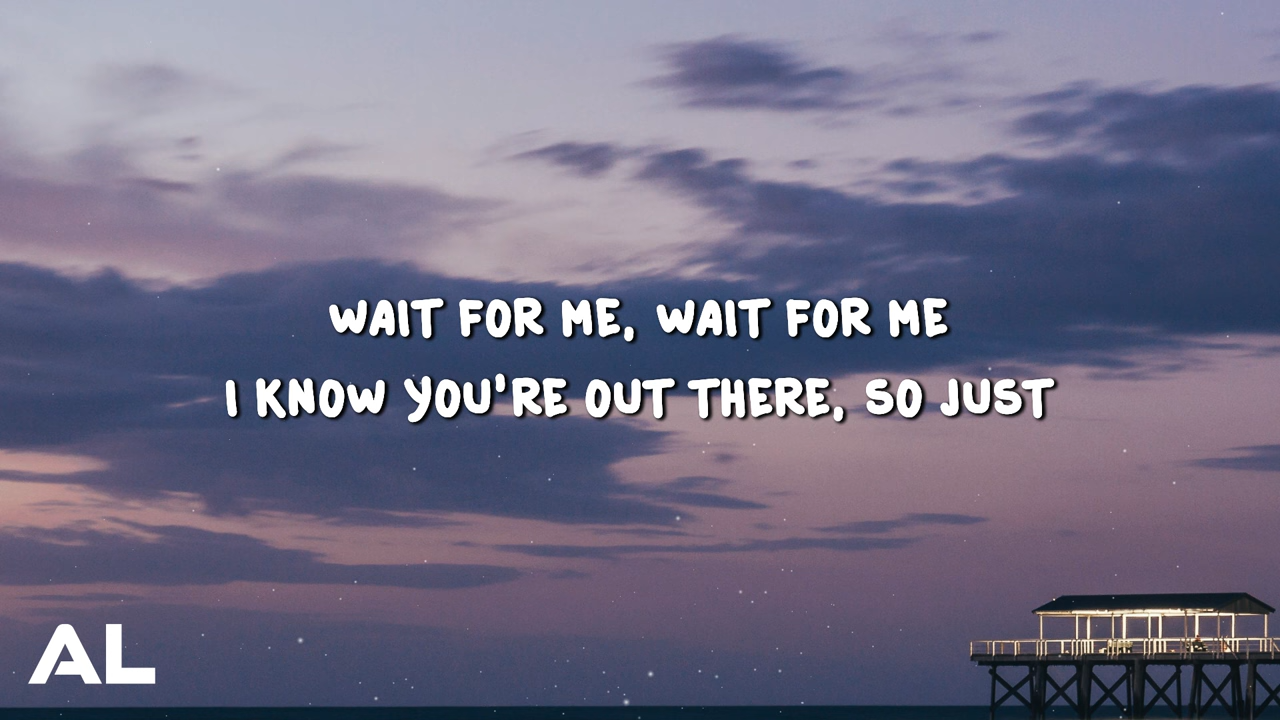 WAIT FOR ME, WAIT FOR ME
I KNOW YOU'RE OUT THERE, SO JUST
AL